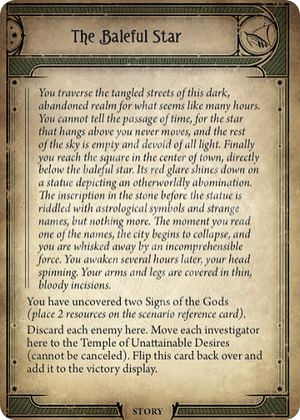 The Baleful Star
You traverse the tangled streets of this dark,
abandoned realm for what seems like many hours.
You cannot tell the passage of time, for the star
that hangs above you never moves, and the rest
of the sky is empty and devoid of all light. Finally
you reach the square in the center of town, directly
below the baleful star. Its red glare shines down on
a statue depicting an otherworldly abomination.
The inscription in the stone before the statue is
riddled with astrological symbols and strange
names, but nothing more. The moment you read
one of the names, the city begins to collapse, and
you are whisked away by an incomprehensible
force. You awaken several hours later, your head
spinning. Your arms and legs are covered in thin,
bloody incisions.
You have uncovered two Signs of the Gods
(place 2 resources on the scenario reference card).
Discard each enemy here. Move each investigator
here to the Temple of Unattainable Desires
(cannot be canceled). Flip this card back over and
add it to the victory display.
STORY